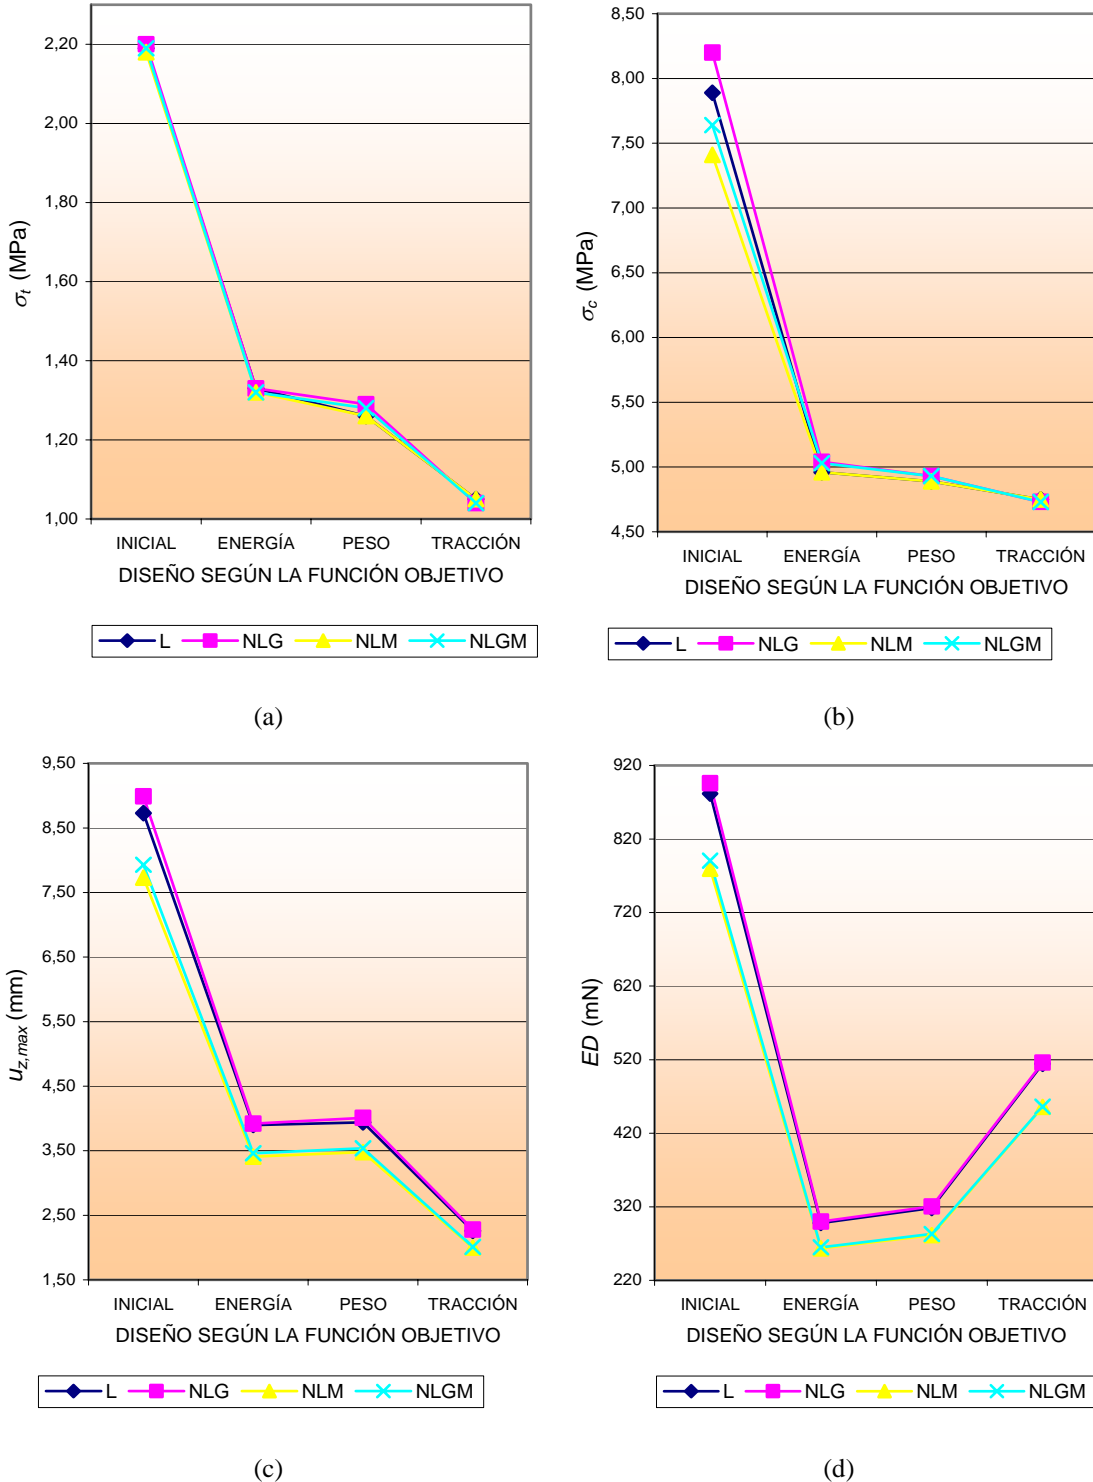 2,20
2,00
1,80
1,60
1,40
1,20
1,00
σt (MPa)
INICIAL ENERGÍA PESO TRACCIÓN
DISEÑO SEGÚN LA FUNCIÓN OBJETIVO
L NLG NLM NLGM
(a)
8,50
8,00
7,50
7,00
6,50
6,00
5,50
5,00
4,50
σc (MPa)
INICIAL ENERGÍA PESO TRACCIÓN
DISEÑO SEGÚN LA FUNCIÓN OBJETIVO
L NLG NLM NLGM
(b)
9,50
8,50
7,50
6,50
5,50
4,50
3,50
2,50
1,50
uz,max (mm)
INICIAL ENERGÍA PESO TRACCIÓN
DISEÑO SEGÚN LA FUNCIÓN OBJETIVO
L NLG NLM NLGM
(c)
920
820
720
620
520
420
320
220
ED (mN)
INICIAL ENERGÍA PESO TRACCIÓN
DISEÑO SEGÚN LA FUNCIÓN OBJETIVO
L NLG NLM NLGM
(d)